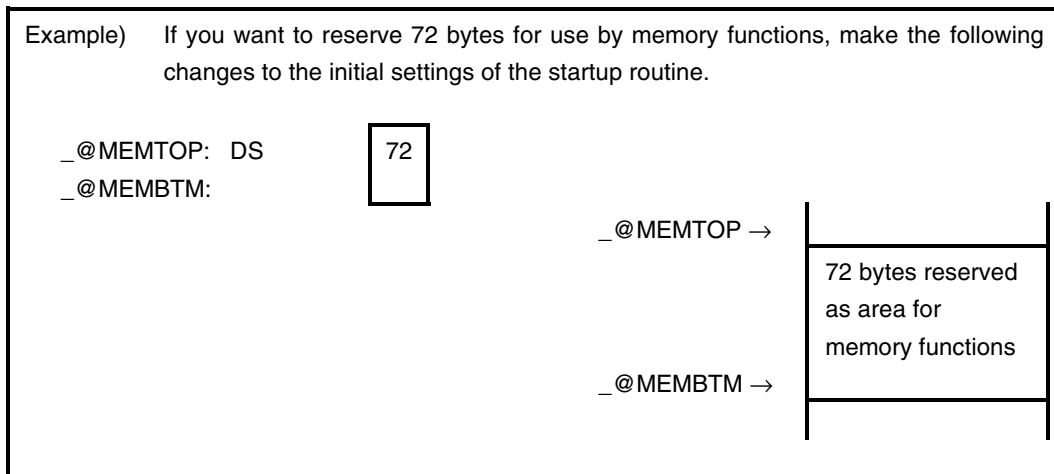 Example) If you want to reserve 72 bytes for use by memory functions, make the following
changes to the initial settings of the startup routine.
_@MEMTOP: DS 72
_@MEMBTM:
_@MEMTOP →
72 bytes reserved
as area for
memory functions
_@MEMBTM →